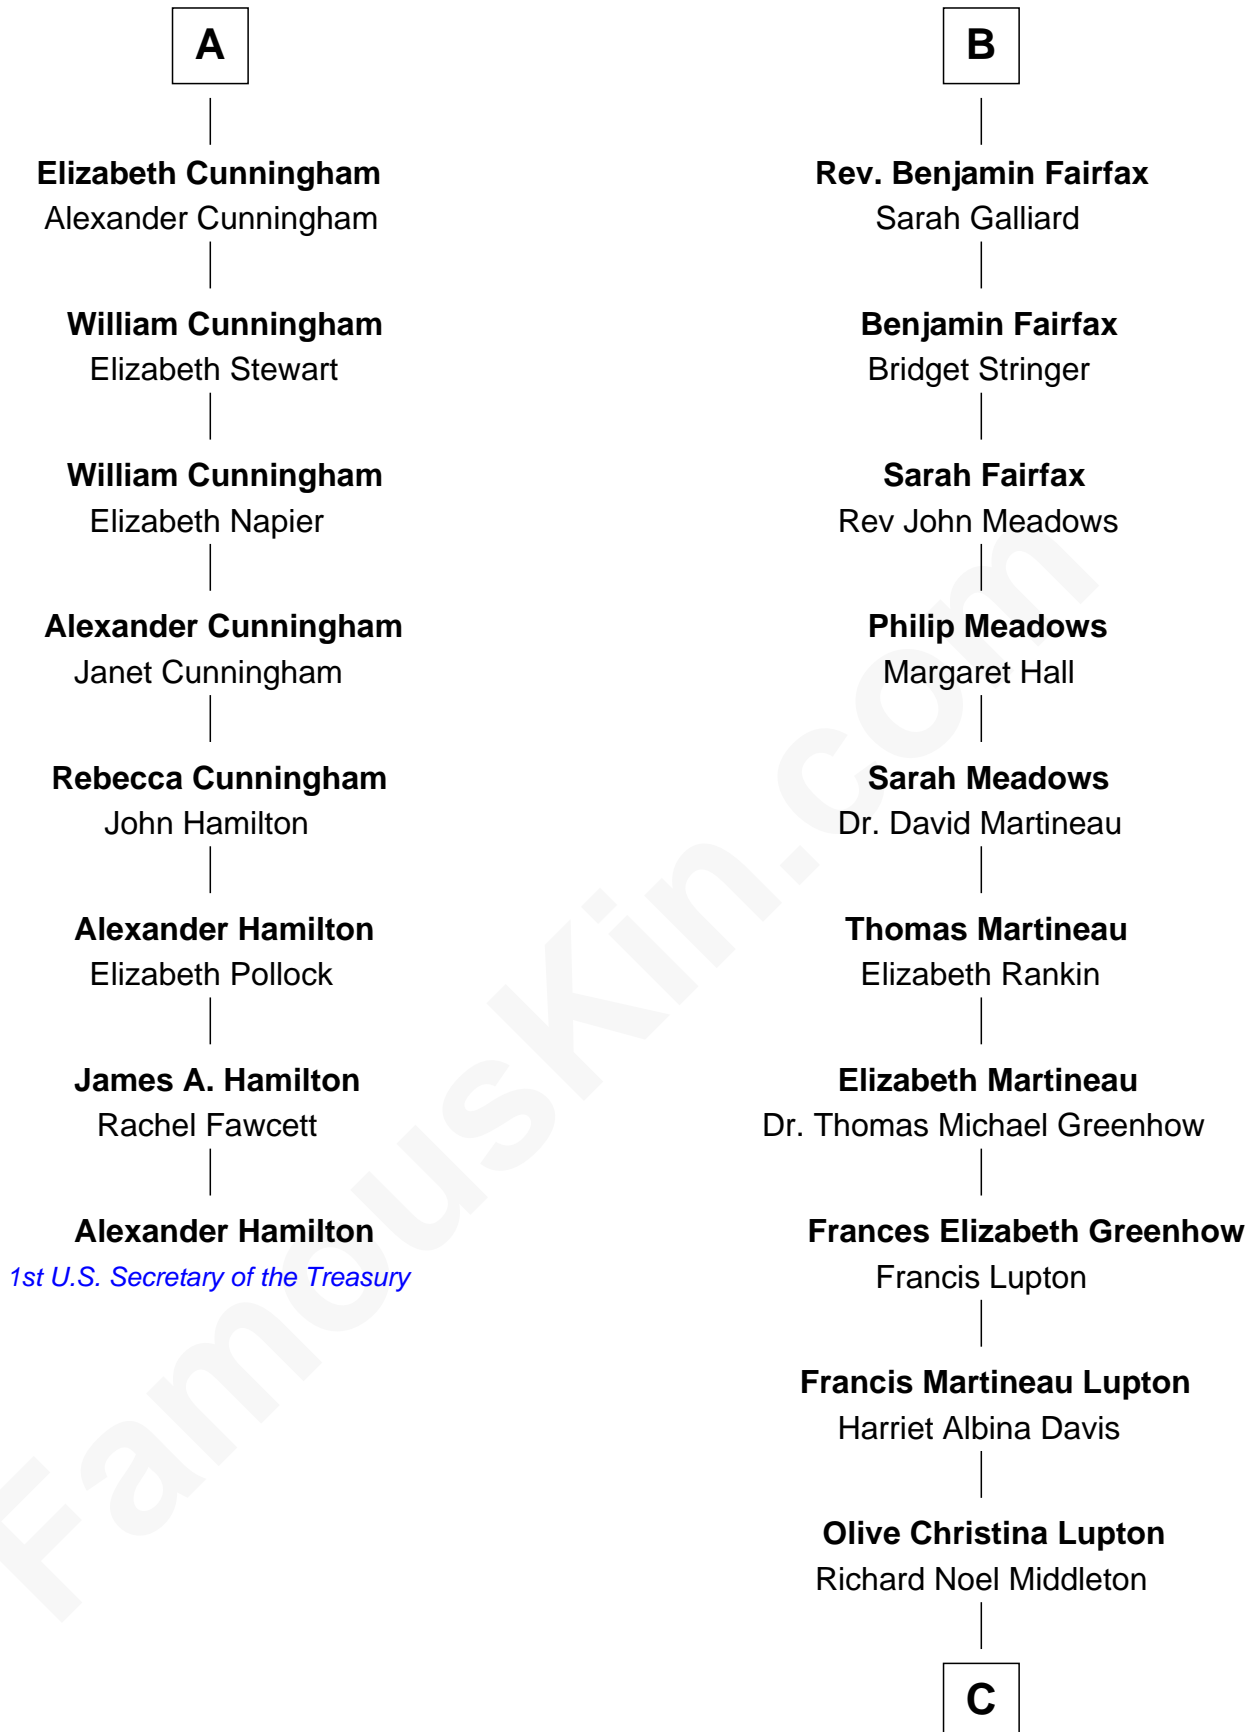 A
Elizabeth Cunningham
Alexander Cunningham
William Cunningham
Elizabeth Stewart
William Cunningham
Elizabeth Napier
Alexander Cunningham
Janet Cunningham
Rebecca Cunningham
John Hamilton
Alexander Hamilton
Elizabeth Pollock
James A. Hamilton
Rachel Fawcett
Alexander Hamilton
1st U.S. Secretary of the Treasury
B
Rev. Benjamin Fairfax
Sarah Galliard
Benjamin Fairfax
Bridget Stringer
Sarah Fairfax
Rev John Meadows
Philip Meadows
Margaret Hall
Sarah Meadows
Dr. David Martineau
Thomas Martineau
Elizabeth Rankin
Elizabeth Martineau
Dr. Thomas Michael Greenhow
Frances Elizabeth Greenhow
Francis Lupton
Francis Martineau Lupton
Harriet Albina Davis
Olive Christina Lupton
Richard Noel Middleton
C
FamousKin.com